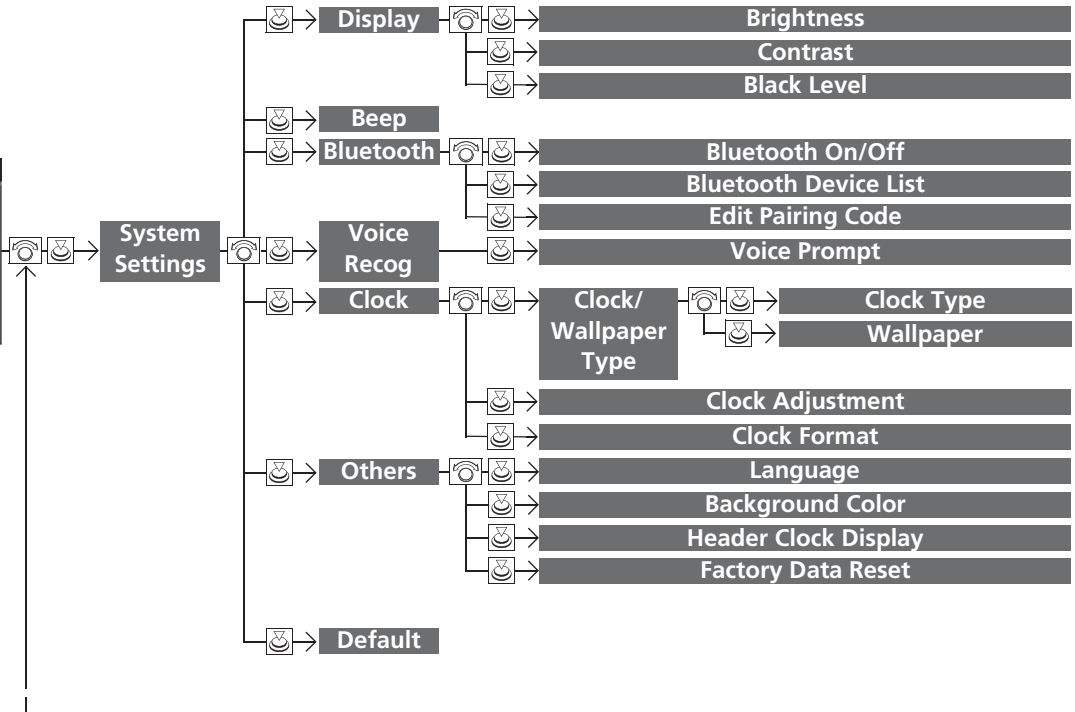 Display
Brightness
Contrast
Black Level
Beep
Bluetooth
Bluetooth On/Off
Bluetooth Device List
Edit Pairing Code
System
Settings
Voice
Recog
Voice Prompt
Clock
Clock/
Wallpaper
Type
Clock Type
Wallpaper
Clock Adjustment
Clock Format
Others
Language
Background Color
Header Clock Display
Factory Data Reset
Default